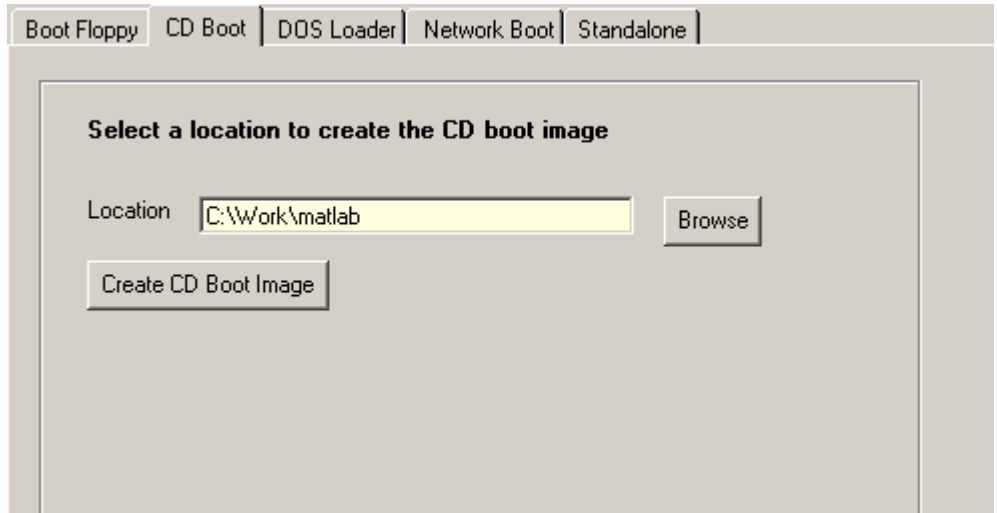 Boot Floppy CD Boot DOS Loader Network Boot Standalone
Select a location to create the CD boot image
Location C:\Work\matlab Browse
Create CD Boot Image